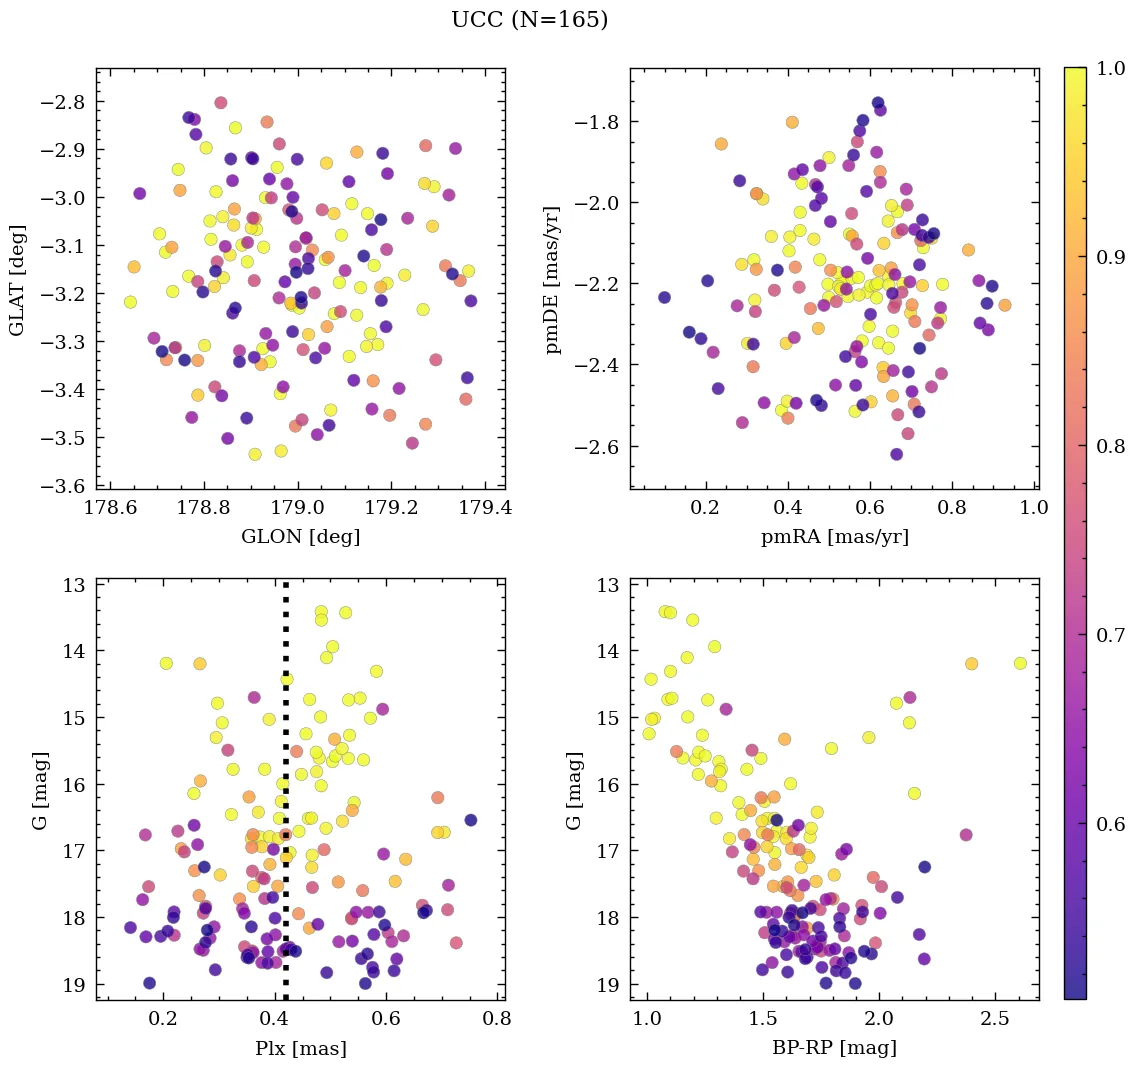 UCC (N=165)
−2.8
−2.9
−3.0
−3.1
−3.2
−3.3
−3.4
−3.5
−3.6
GLAT [deg]
178.6 178.8 179.0 179.2 179.4
GLON [deg]
−1.8
−2.0
−2.2
−2.4
−2.6
pmDE [mas/yr]
0.2 0.4 0.6 0.8 1.0
pmRA [mas/yr]
13
14
15
16
17
18
19
G [mag]
0.2 0.4 0.6 0.8
Plx [mas]
13
14
15
16
17
18
19
G [mag]
1.0 1.5 2.0 2.5
BP-RP [mag]
1.0
0.9
0.8
0.7
0.6